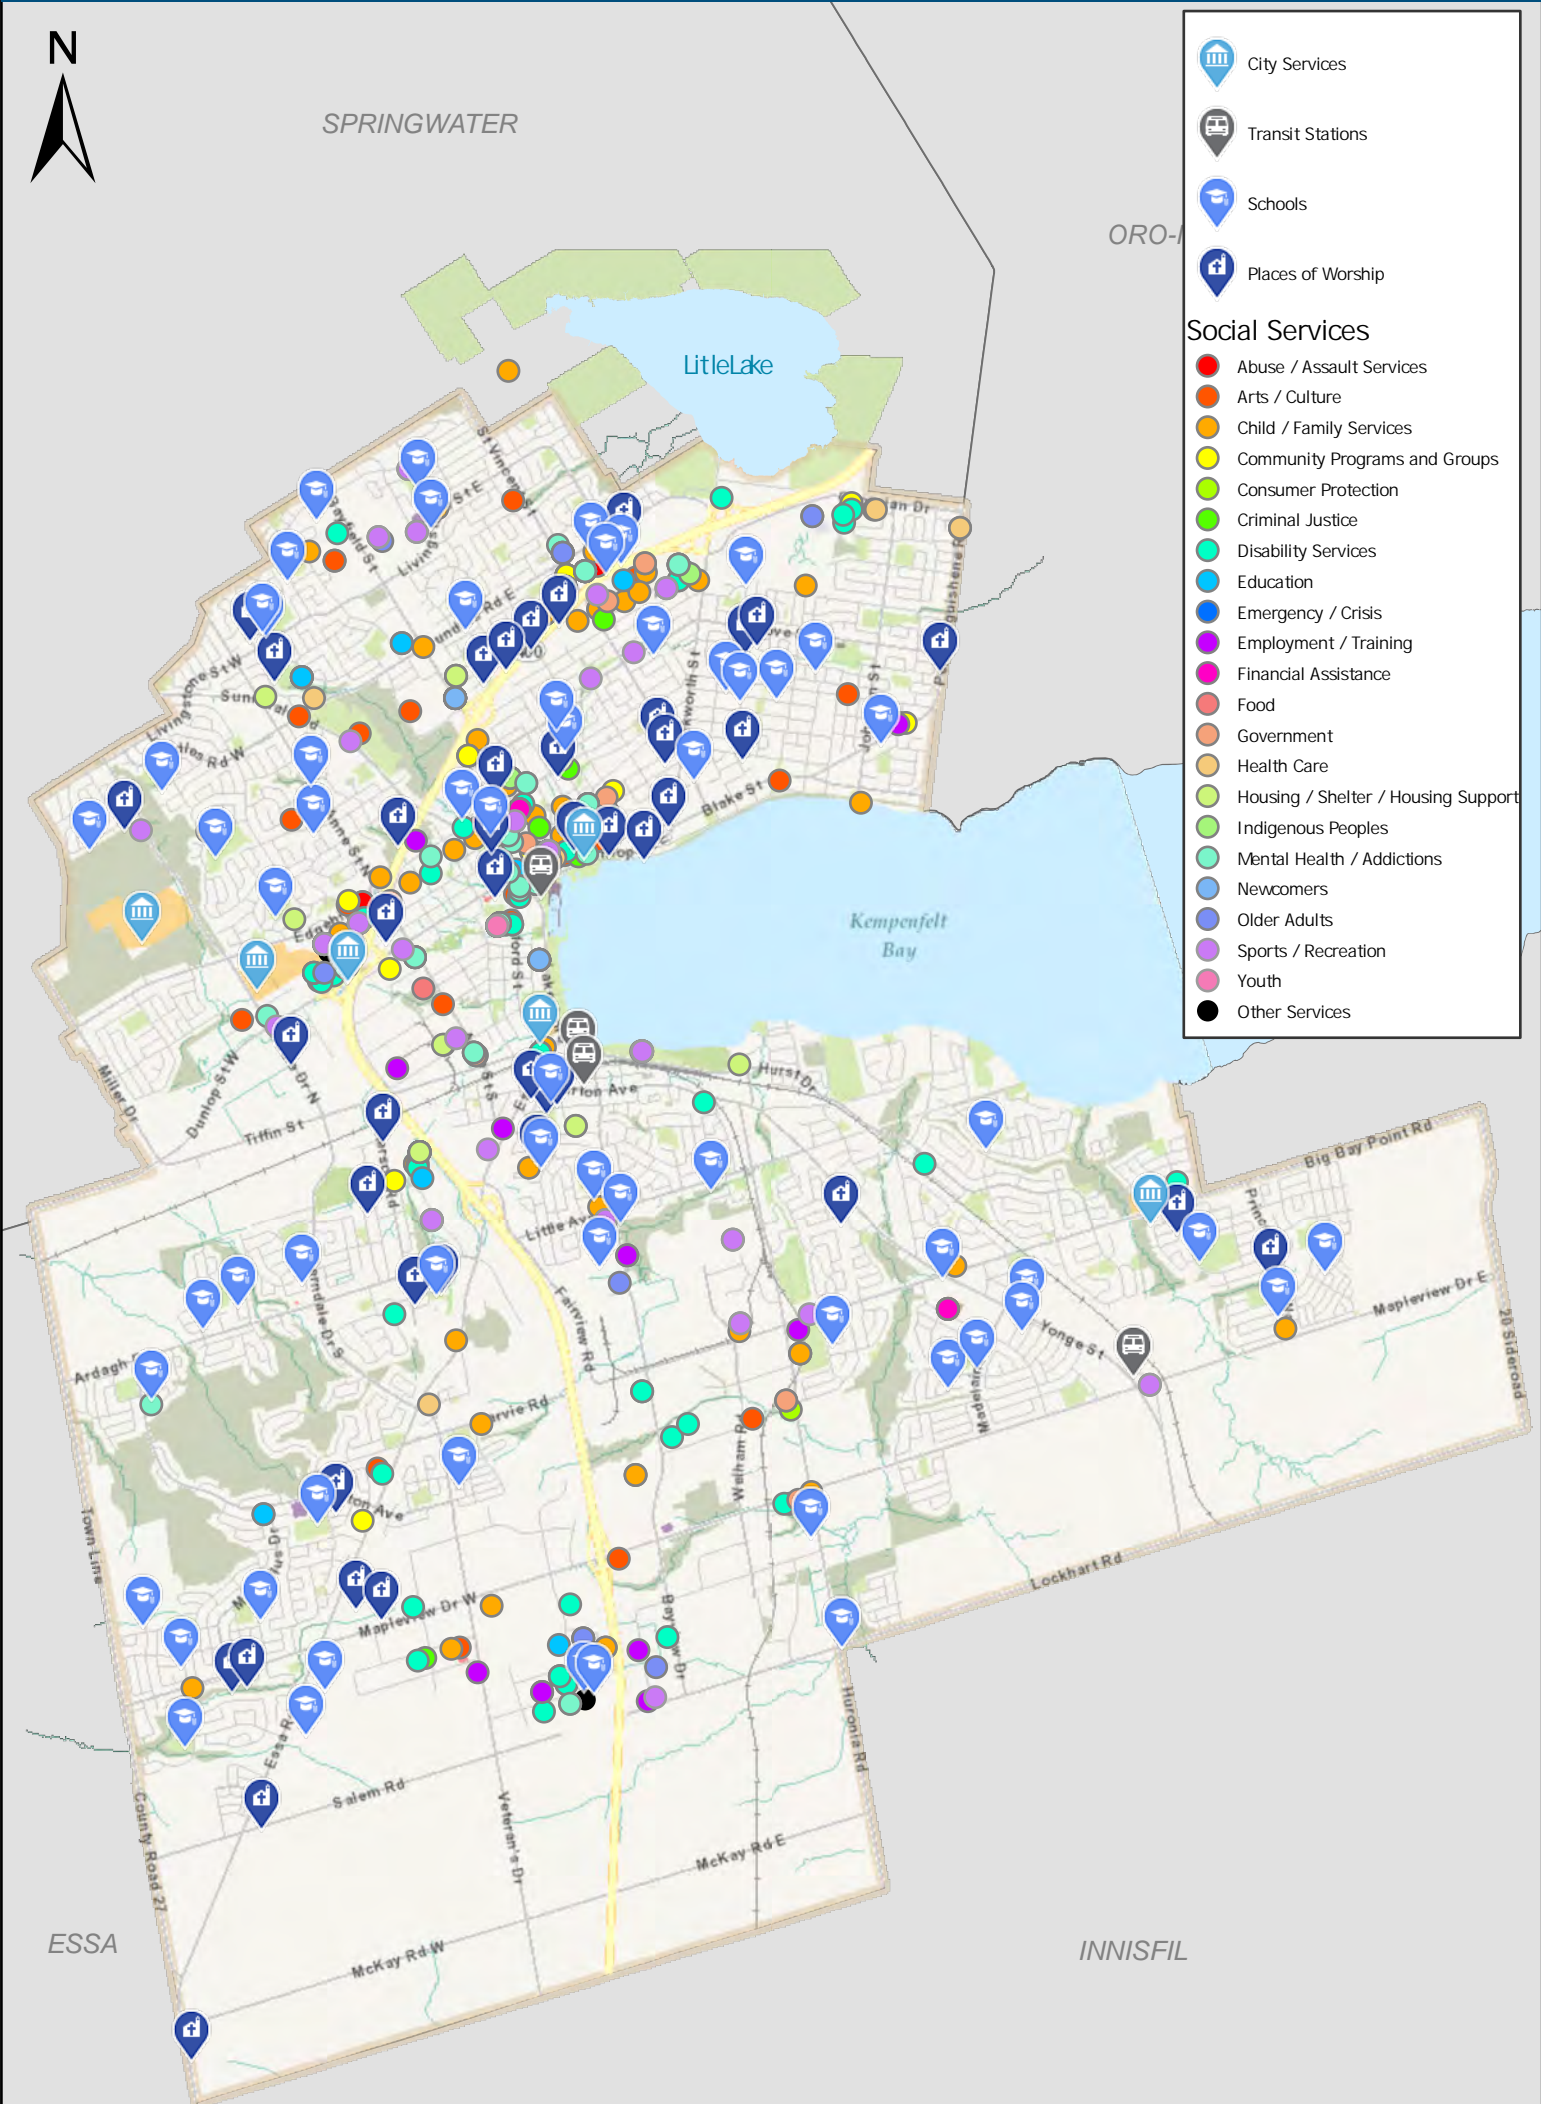 N
SPRINGWATER
ORO-
LitleLake
City Services
Transit Stations
Schools
Places of Worship
Social Services
Abuse / Assault Services
Arts / Culture
Child / Family Services
Community Programs and Groups
Consumer Protection
Criminal Justice
Disability Services
Education
Emergency / Crisis
Employment / Training
Financial Assistance
Food
Government
Health Care
Housing / Shelter / Housing Support
Indigenous Peoples
Mental Health / Addictions
Newcomers
Older Adults
Sports / Recreation
Youth
Other Services
Livingstone St W
Blake St
Kempenfelt
Bay
Miller Dr
Dunlop St W
Tiffin St
Hurst Dr
Big Bay Point Rd
Little Ave
Fairview Rd
Mapleview Dr E
Yonge St
20 Sideroad
Ardagh
Welham Rd
Town Line
Mapleview Dr W
Lockhart Rd
Huronia Rd
Essa R
Salem Rd
County Road 27
Veteran's Dr
McKay Rd E
McKay Rd W
ESSA
INNISFIL